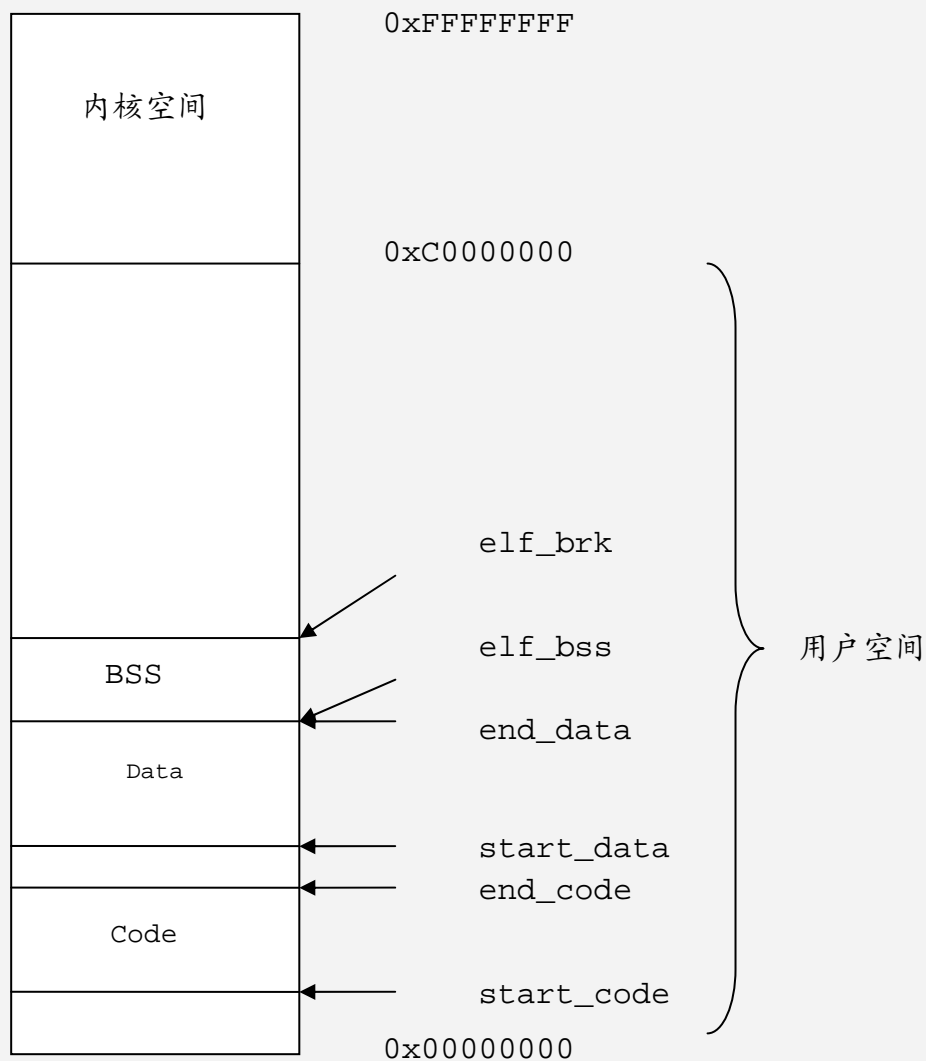 0xFFFFFFFF
内核空间
0xC0000000
elf_brk
elf_bss
用户空间
BSS
end_data
Data
start_data
end_code
Code
start_code
0x00000000